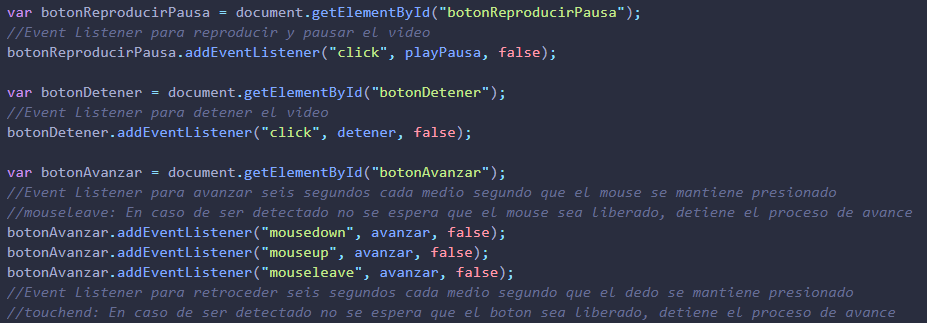 var botonReproducirPausa = document.getElementById("botonReproducirPausa");
//Event Listener para reproducir y pausar el video
botonReproducirPausa.addEventListener("click", playPausa, false);
var botonDetener = document.getElementById("botonDetener");
//Event Listener para detener el video
botonDetener.addEventListener("click", detener, false);
var botonAvanzar = document.getElementById("botonAvanzar");
//Event Listener para avanzar seis segundos cada medio segundo que el mouse se mantiene presionado
//mouseleave: En caso de ser detectado no se espera que el mouse sea liberado, detiene el proceso de avance
botonAvanzar.addEventListener("mousedown", avanzar, false);
botonAvanzar.addEventListener("mouseup", avanzar, false);
botonAvanzar.addEventListener("mouseleave", avanzar, false);
//Event Listener para retroceder seis segundos cada medio segundo que el dedo se mantiene presionado
//touchend: En caso de ser detectado no se espera que el boton sea liberado, detiene el proceso de avance